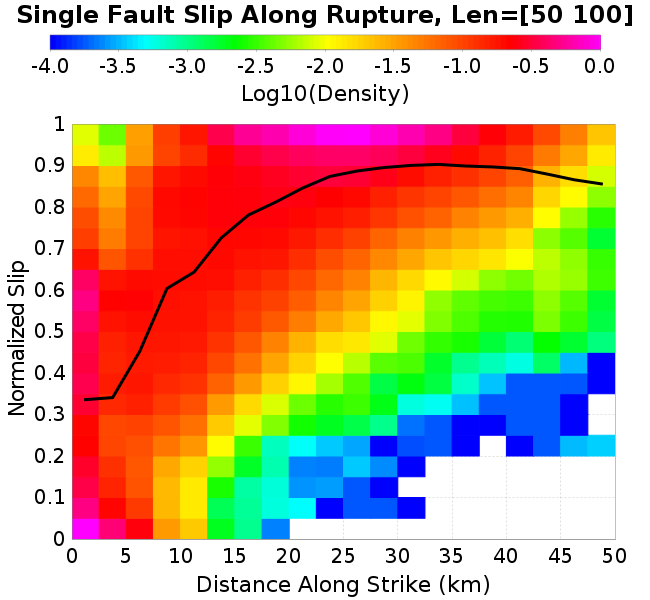 Single Fault Slip Along Rupture, Len=[50 100]
-4.0 -3.5 -3.0 -2.5 -2.0 -1.5 -1.0 -0.5 0.0
Log10(Density)
1
0.9
0.8
0.7
0.6
0.5
0.4
0.3
0.2
0.1
0
Normalized Slip
0 5 10 15 20 25 30 35 40 45 50
Distance Along Strike (km)